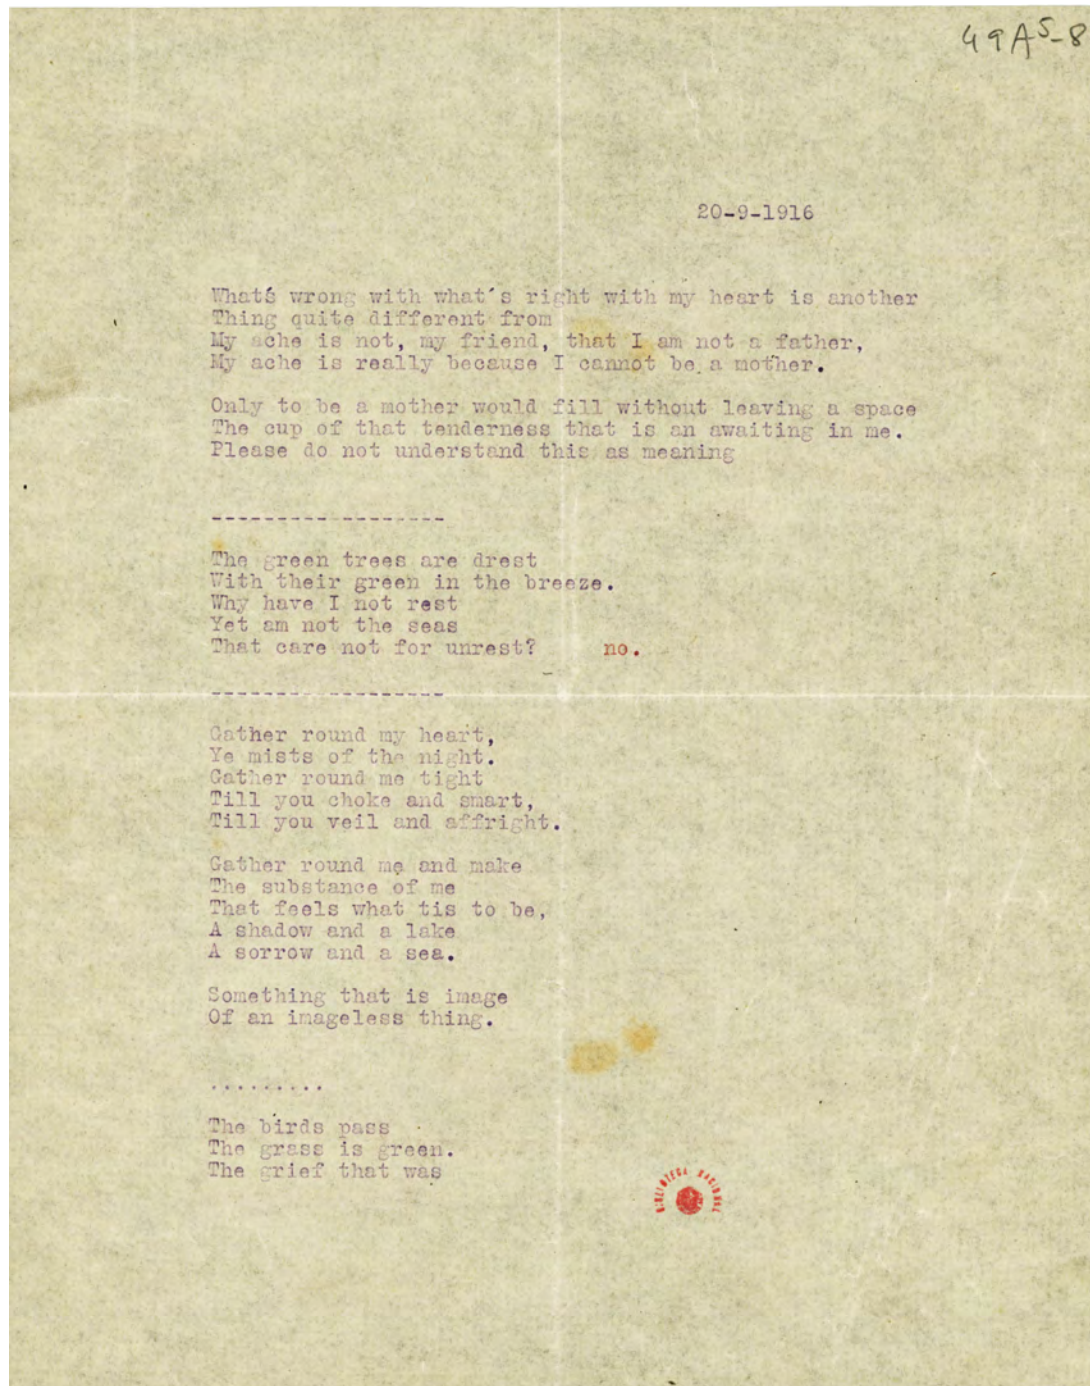 49A⁵-8
20-9-1916
What´s wrong with what´s right with my heart is another
Thing quite different from
My ache is not, my friend, that I am not a father,
My ache is really because I cannot be a mother.
Only to be a mother would fill without leaving a space
The cup of that tenderness that is an awaiting in me.
Please do not understand this as meaning
------------------
The green trees are drest
With their green in the breeze.
Why have I not rest
Yet am not the seas
That care not for unrest? no.
------------------
Gather round my heart,
Ye mists of the night.
Gather round me tight
Till you choke and smart,
Till you veil and affright.
Gather round me and make
The substance of me
That feels what tis to be,
A shadow and a lake
A sorrow and a sea.
Something that is image
Of an imageless thing.
.........
The birds pass
The grass is green.
The grief that was
BIBLIOTECA NACIONAL